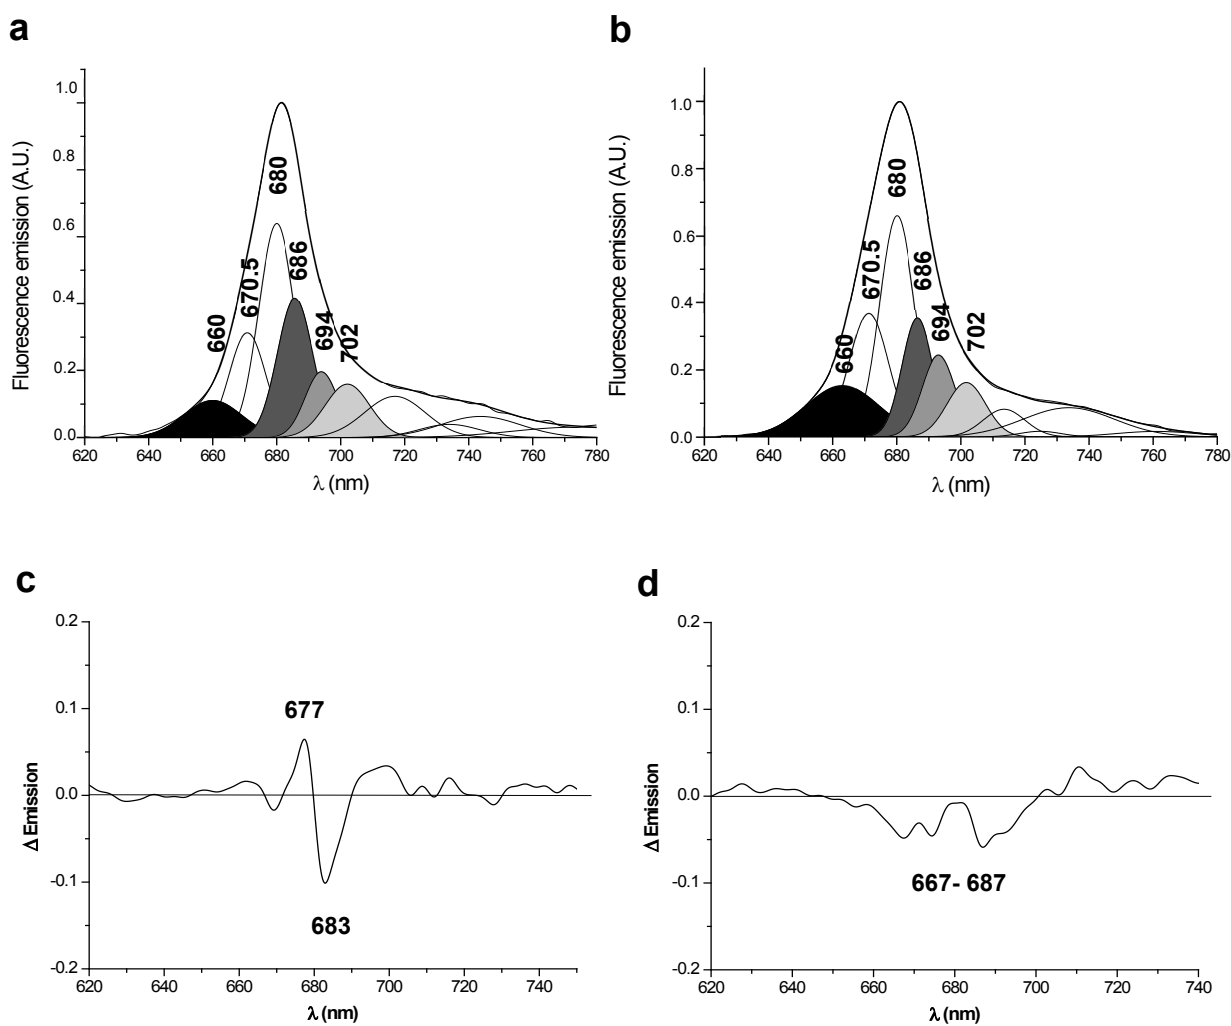 a
b
1.0
0.8
0.6
0.4
0.2
0.0
Fluorescence emission (A.U.)
660
670.5
680
686
694
702
620 640 660 680 700 720 740 760 780
λ (nm)
1.0
0.8
0.6
0.4
0.2
0.0
Fluorescence emission (A.U.)
660
670.5
680
686
694
702
620 640 660 680 700 720 740 760 780
λ (nm)
c
d
0.2
0.1
0.0
-0.1
-0.2
Δ Emission
677
683
620 640 660 680 700 720 740
λ (nm)
0.2
0.1
0.0
-0.1
-0.2
Δ Emission
667- 687
620 640 660 680 700 720 740
λ (nm)